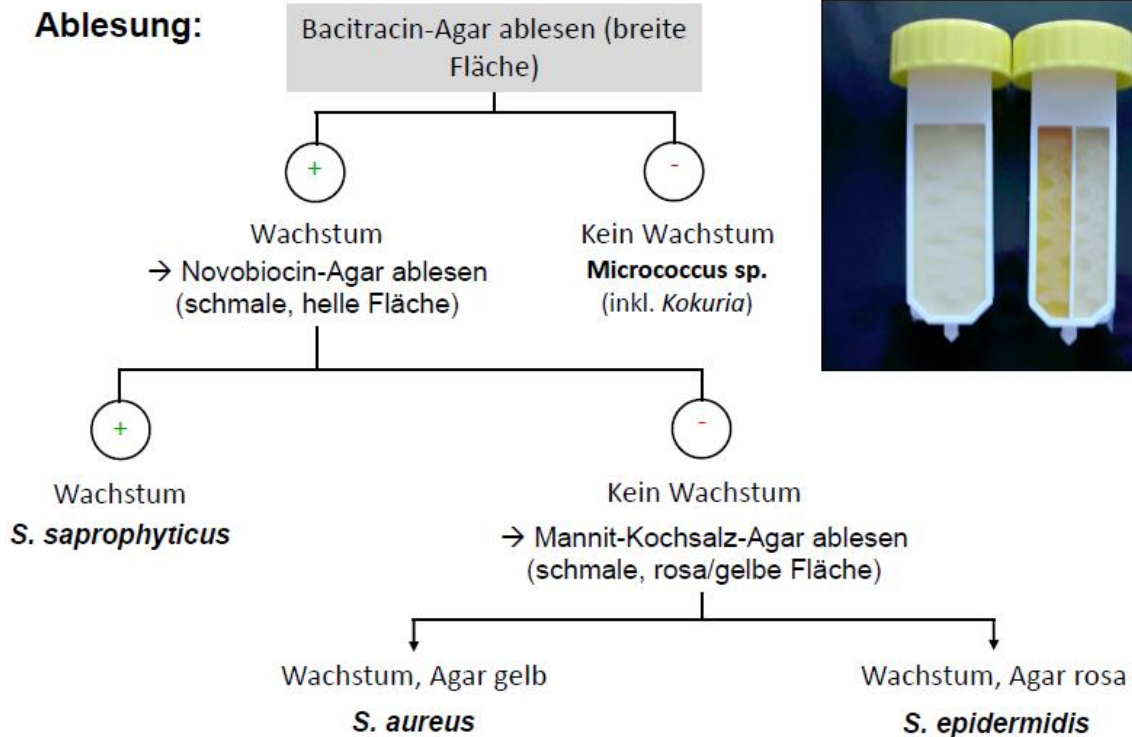 Ablesung:
Bacitracin-Agar ablesen (breite
Fläche)
+
-
Wachstum
→ Novobiocin-Agar ablesen
(schmale, helle Fläche)
Kein Wachstum
Micrococcus sp.
(inkl. Kokuria)
+
-
Wachstum
S. saprophyticus
Kein Wachstum
→ Mannit-Kochsalz-Agar ablesen
(schmale, rosa/gelbe Fläche)
Wachstum, Agar gelb
S. aureus
Wachstum, Agar rosa
S. epidermidis